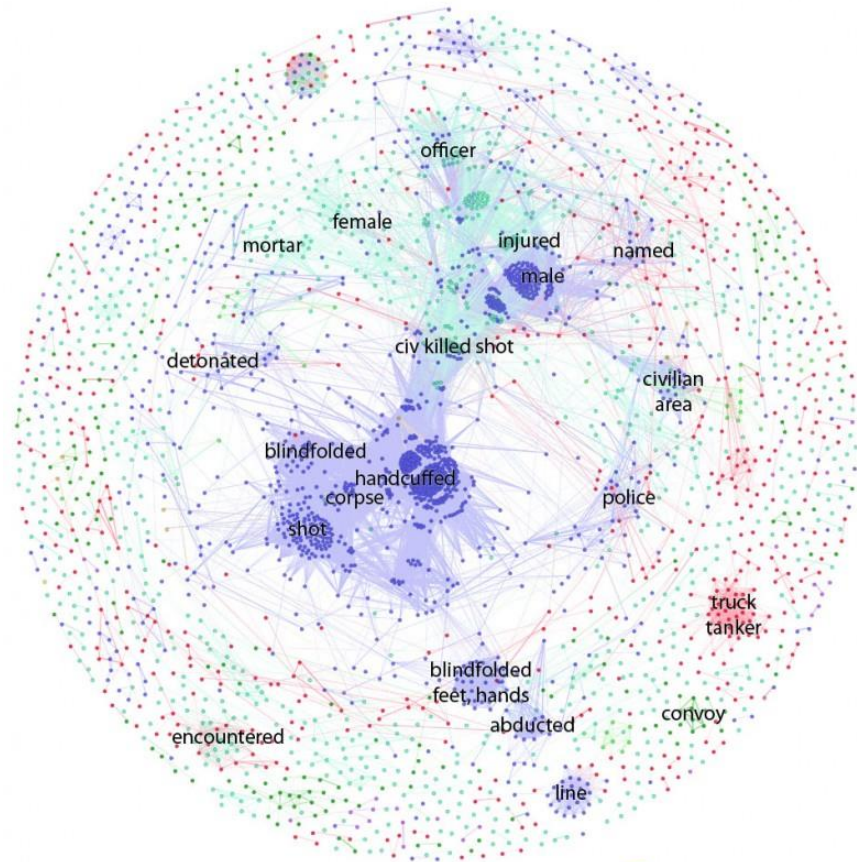 officer
female
mortar
injured
named
male
civ killed shot
detonated
civilian
area
blindfolded
handcuffed
corpse
police
shot
truck
tanker
blindfolded
feet, hands
convoy
abducted
encountered
line